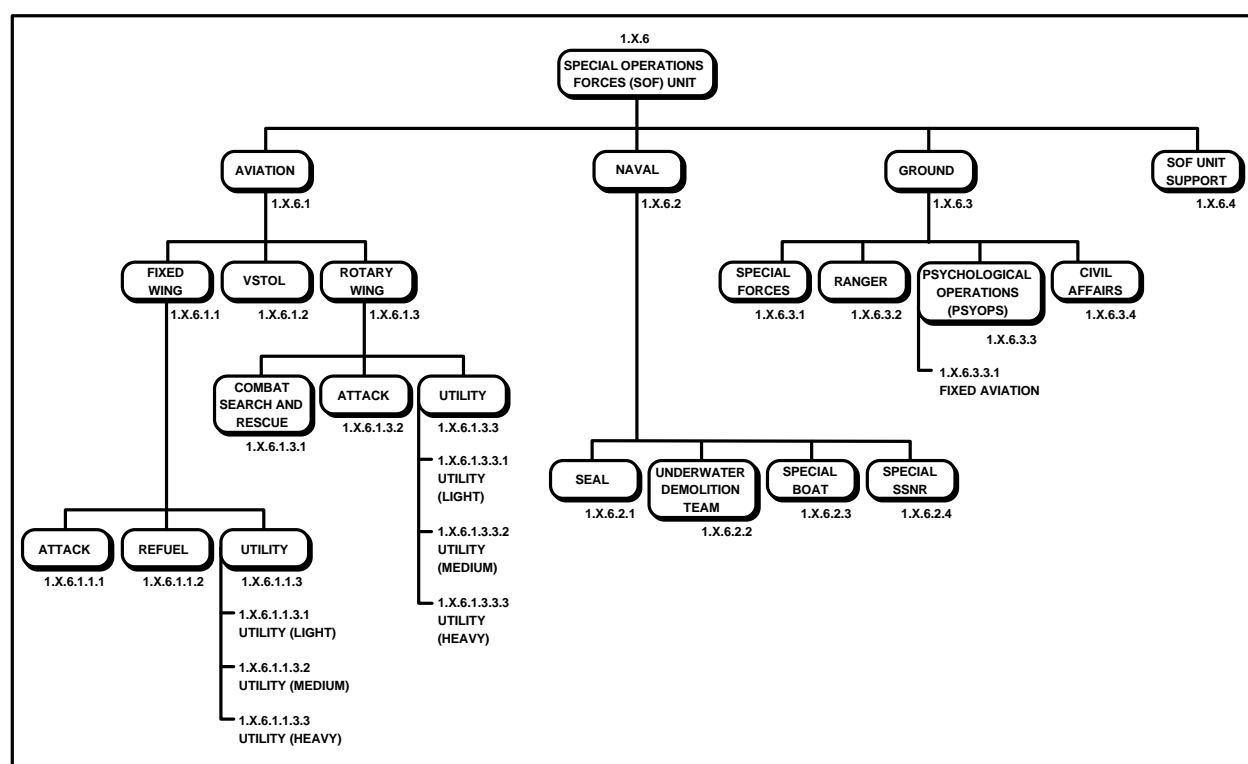 1.X.6
SPECIAL OPERATIONS
FORCES (SOF) UNIT
AVIATION
1.X.6.1
NAVAL
1.X.6.2
GROUND
1.X.6.3
SOF UNIT
SUPPORT
1.X.6.4
FIXED
WING
1.X.6.1.1
VSTOL
1.X.6.1.2
ROTARY
WING
1.X.6.1.3
SPECIAL
FORCES
1.X.6.3.1
RANGER
1.X.6.3.2
PSYCHOLOGICAL
OPERATIONS
(PSYOPS)
1.X.6.3.3
CIVIL
AFFAIRS
1.X.6.3.4
1.X.6.3.3.1
FIXED AVIATION
COMBAT
SEARCH AND
RESCUE
1.X.6.1.3.1
ATTACK
1.X.6.1.3.2
UTILITY
1.X.6.1.3.3
1.X.6.1.3.3.1
UTILITY
(LIGHT)
1.X.6.1.3.3.2
UTILITY
(MEDIUM)
1.X.6.1.3.3.3
UTILITY
(HEAVY)
SEAL
1.X.6.2.1
UNDERWATER
DEMOLITION
TEAM
1.X.6.2.2
SPECIAL
BOAT
1.X.6.2.3
SPECIAL
SSNR
1.X.6.2.4
ATTACK
1.X.6.1.1.1
REFUEL
1.X.6.1.1.2
UTILITY
1.X.6.1.1.3
1.X.6.1.1.3.1
UTILITY (LIGHT)
1.X.6.1.1.3.2
UTILITY (MEDIUM)
1.X.6.1.1.3.3
UTILITY (HEAVY)